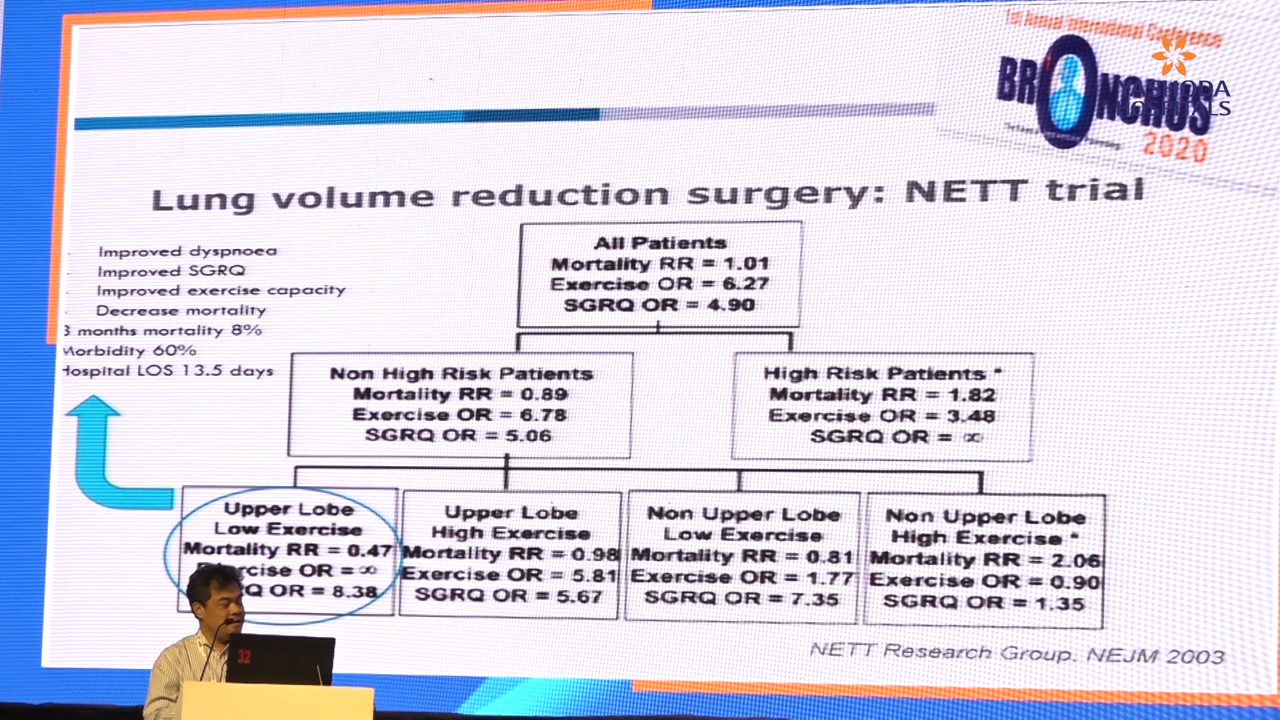 1st Annual International Conference
BRONCHUS
2020
Lung volume reduction surgery: NETT trial
Improved dyspnoea
Improved SGRQ
Improved exercise capacity
Decrease mortality
3 months mortality 8%
Morbidity 60%
Hospital LOS 13.5 days
All Patients
Mortality RR = 1.01
Exercise OR = 6.27
SGRQ OR = 4.90
Non High Risk Patients
Mortality RR = 0.89
Exercise OR = 6.78
SGRQ OR = 5.06
High Risk Patients *
Mortality RR = 1.82
Exercise OR = 3.48
SGRQ OR = ∞
Upper Lobe
Low Exercise
Mortality RR = 0.47
Exercise OR = ∞
OR = 8.38
Upper Lobe
High Exercise
Mortality RR = 0.98
Exercise OR = 5.81
SGRQ OR = 5.67
Non Upper Lobe
Low Exercise
Mortality RR = 0.81
Exercise OR = 1.77
SGRQ OR = 7.35
Non Upper Lobe
High Exercise *
Mortality RR = 2.06
Exercise OR = 0.90
SGRQ OR = 1.35
NETT Research Group. NEJM 2003
32